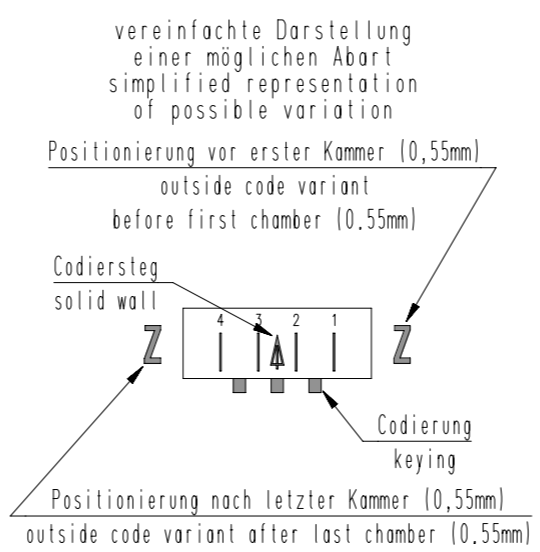 vereinfachte Darstellung
einer möglichen Abart
simplified representation
of possible variation
Positionierung vor erster Kammer (0,55mm)
outside code variant
before first chamber (0.55mm)
Codiersteg
solid wall
4 3 2 1
Z Z
Codierung
keying
Positionierung nach letzter Kammer (0,55mm)
outside code variant after last chamber (0,55mm)